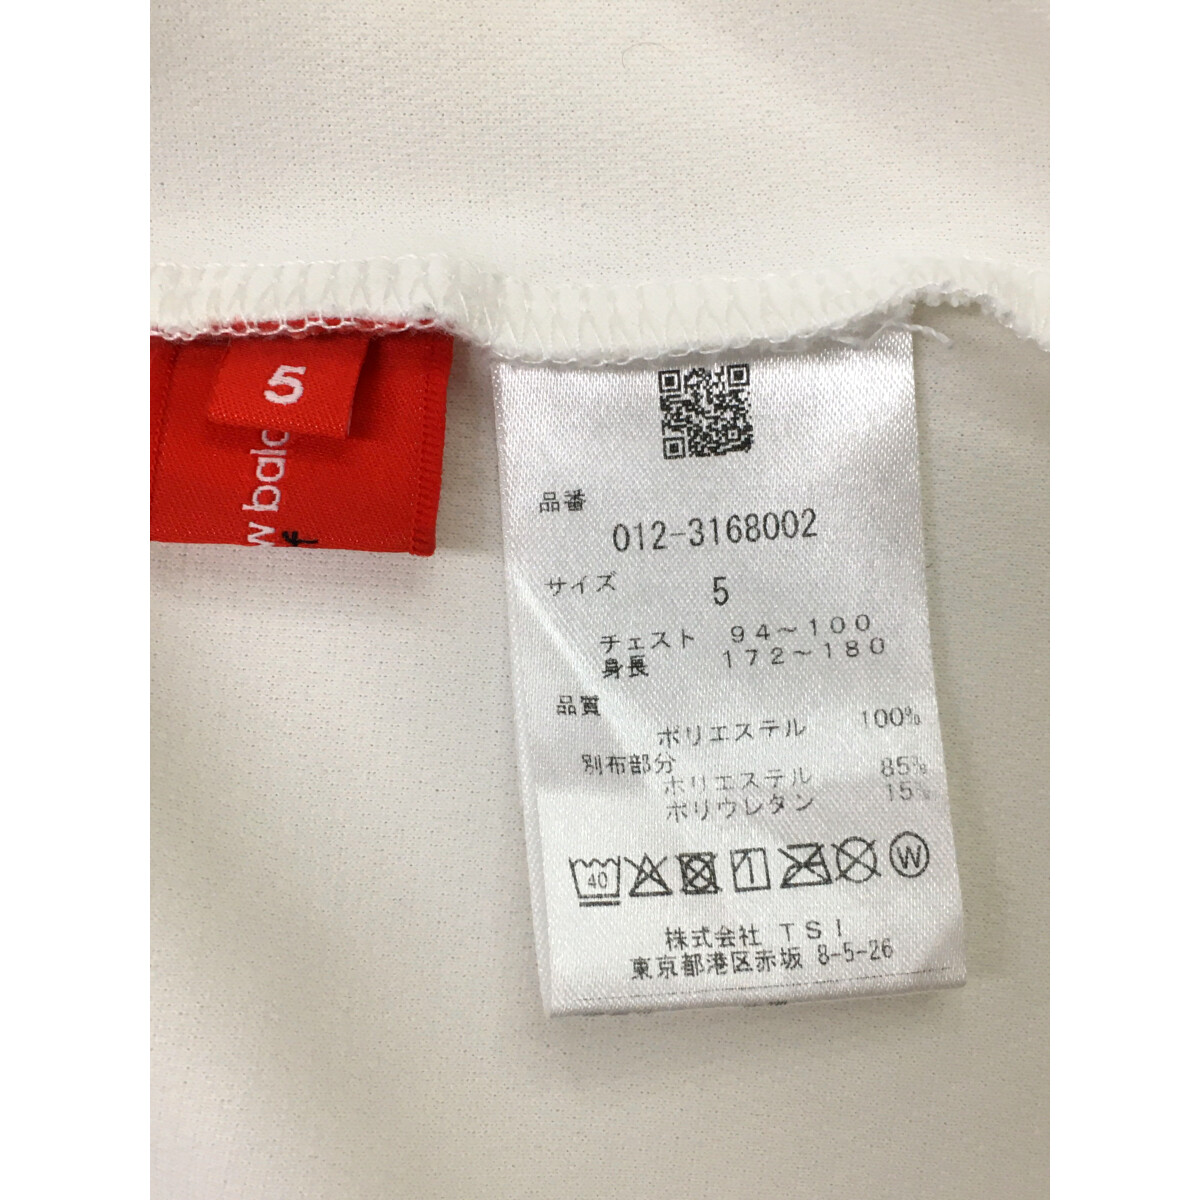 5
品番
012-3168002
サイズ 5
チェスト 94～100
身長 172～180
品質
ポリエステル 100%
別布部分
ポリエステル 85%
ポリウレタン 15%
40
W
株式会社 TSI
東京都港区赤坂 8-5-26